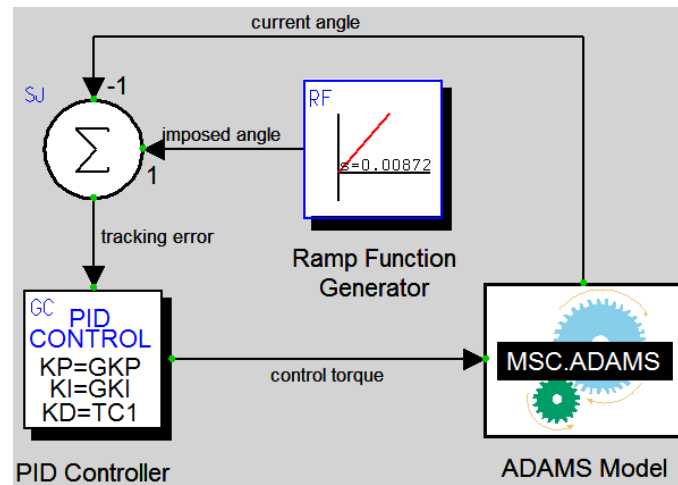 current angle
SJ
-1
RF
Σ
imposed angle
1
s=0.00872
tracking error
Ramp Function
Generator
GC
PID
CONTROL
KP=GKP
KI=GKI
KD=TC1
control torque
MSC.ADAMS
PID Controller
ADAMS Model